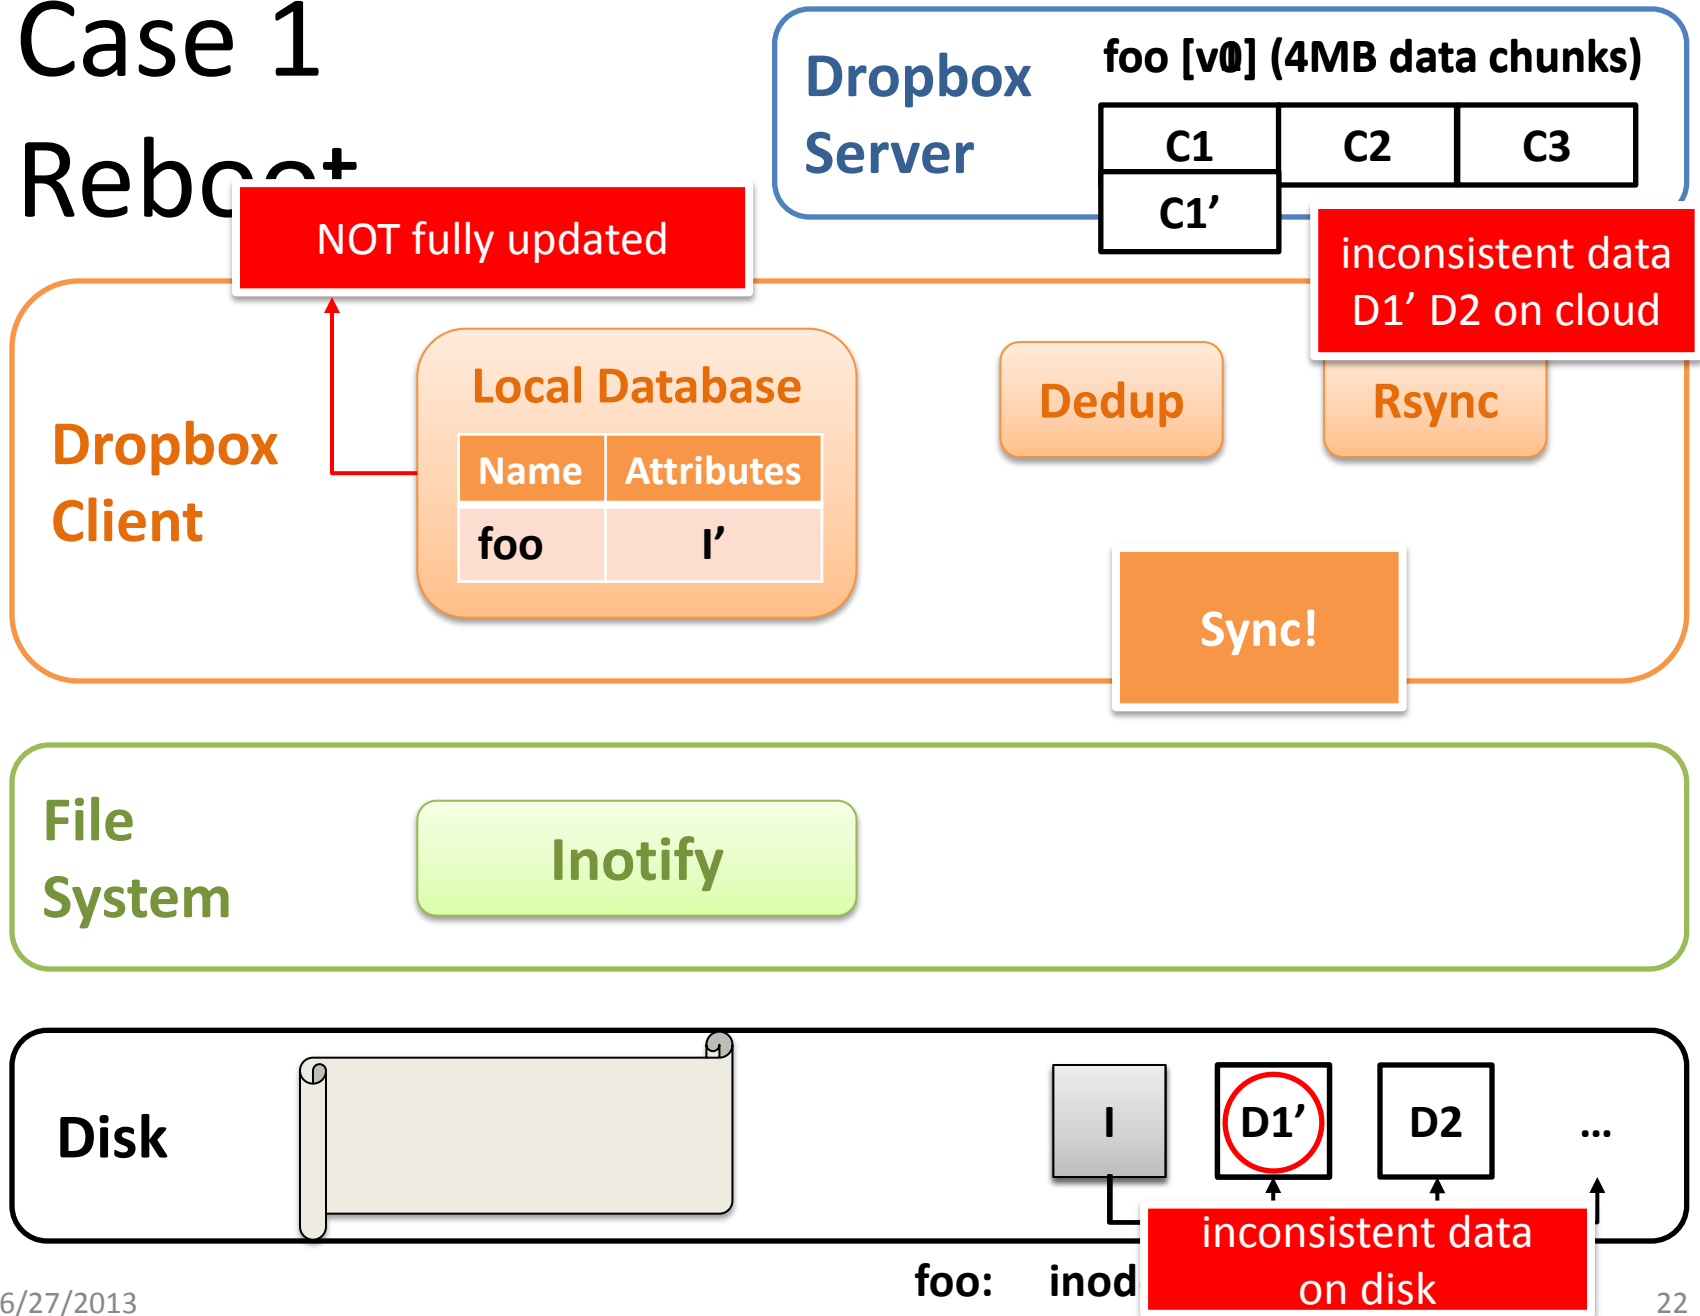 Case 1
Reboot
Dropbox
Server
foo [v] (4MB data chunks)
C1
C2
C3
C1’
NOT fully updated
inconsistent data
D1’ D2 on cloud
Dropbox
Client
Local Database
Name
Attributes
foo
I’
Dedup
Rsync
Sync!
File
System
Inotify
Disk
I
D1’
D2
...
inconsistent data
on disk
foo:
inod
6/27/2013
22